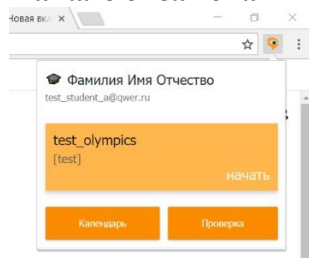 Новая вкл
Фамилия Имя Отчество
test_student_a@qwer.ru
test_olympics
[test]
начать
Календарь
Проверка